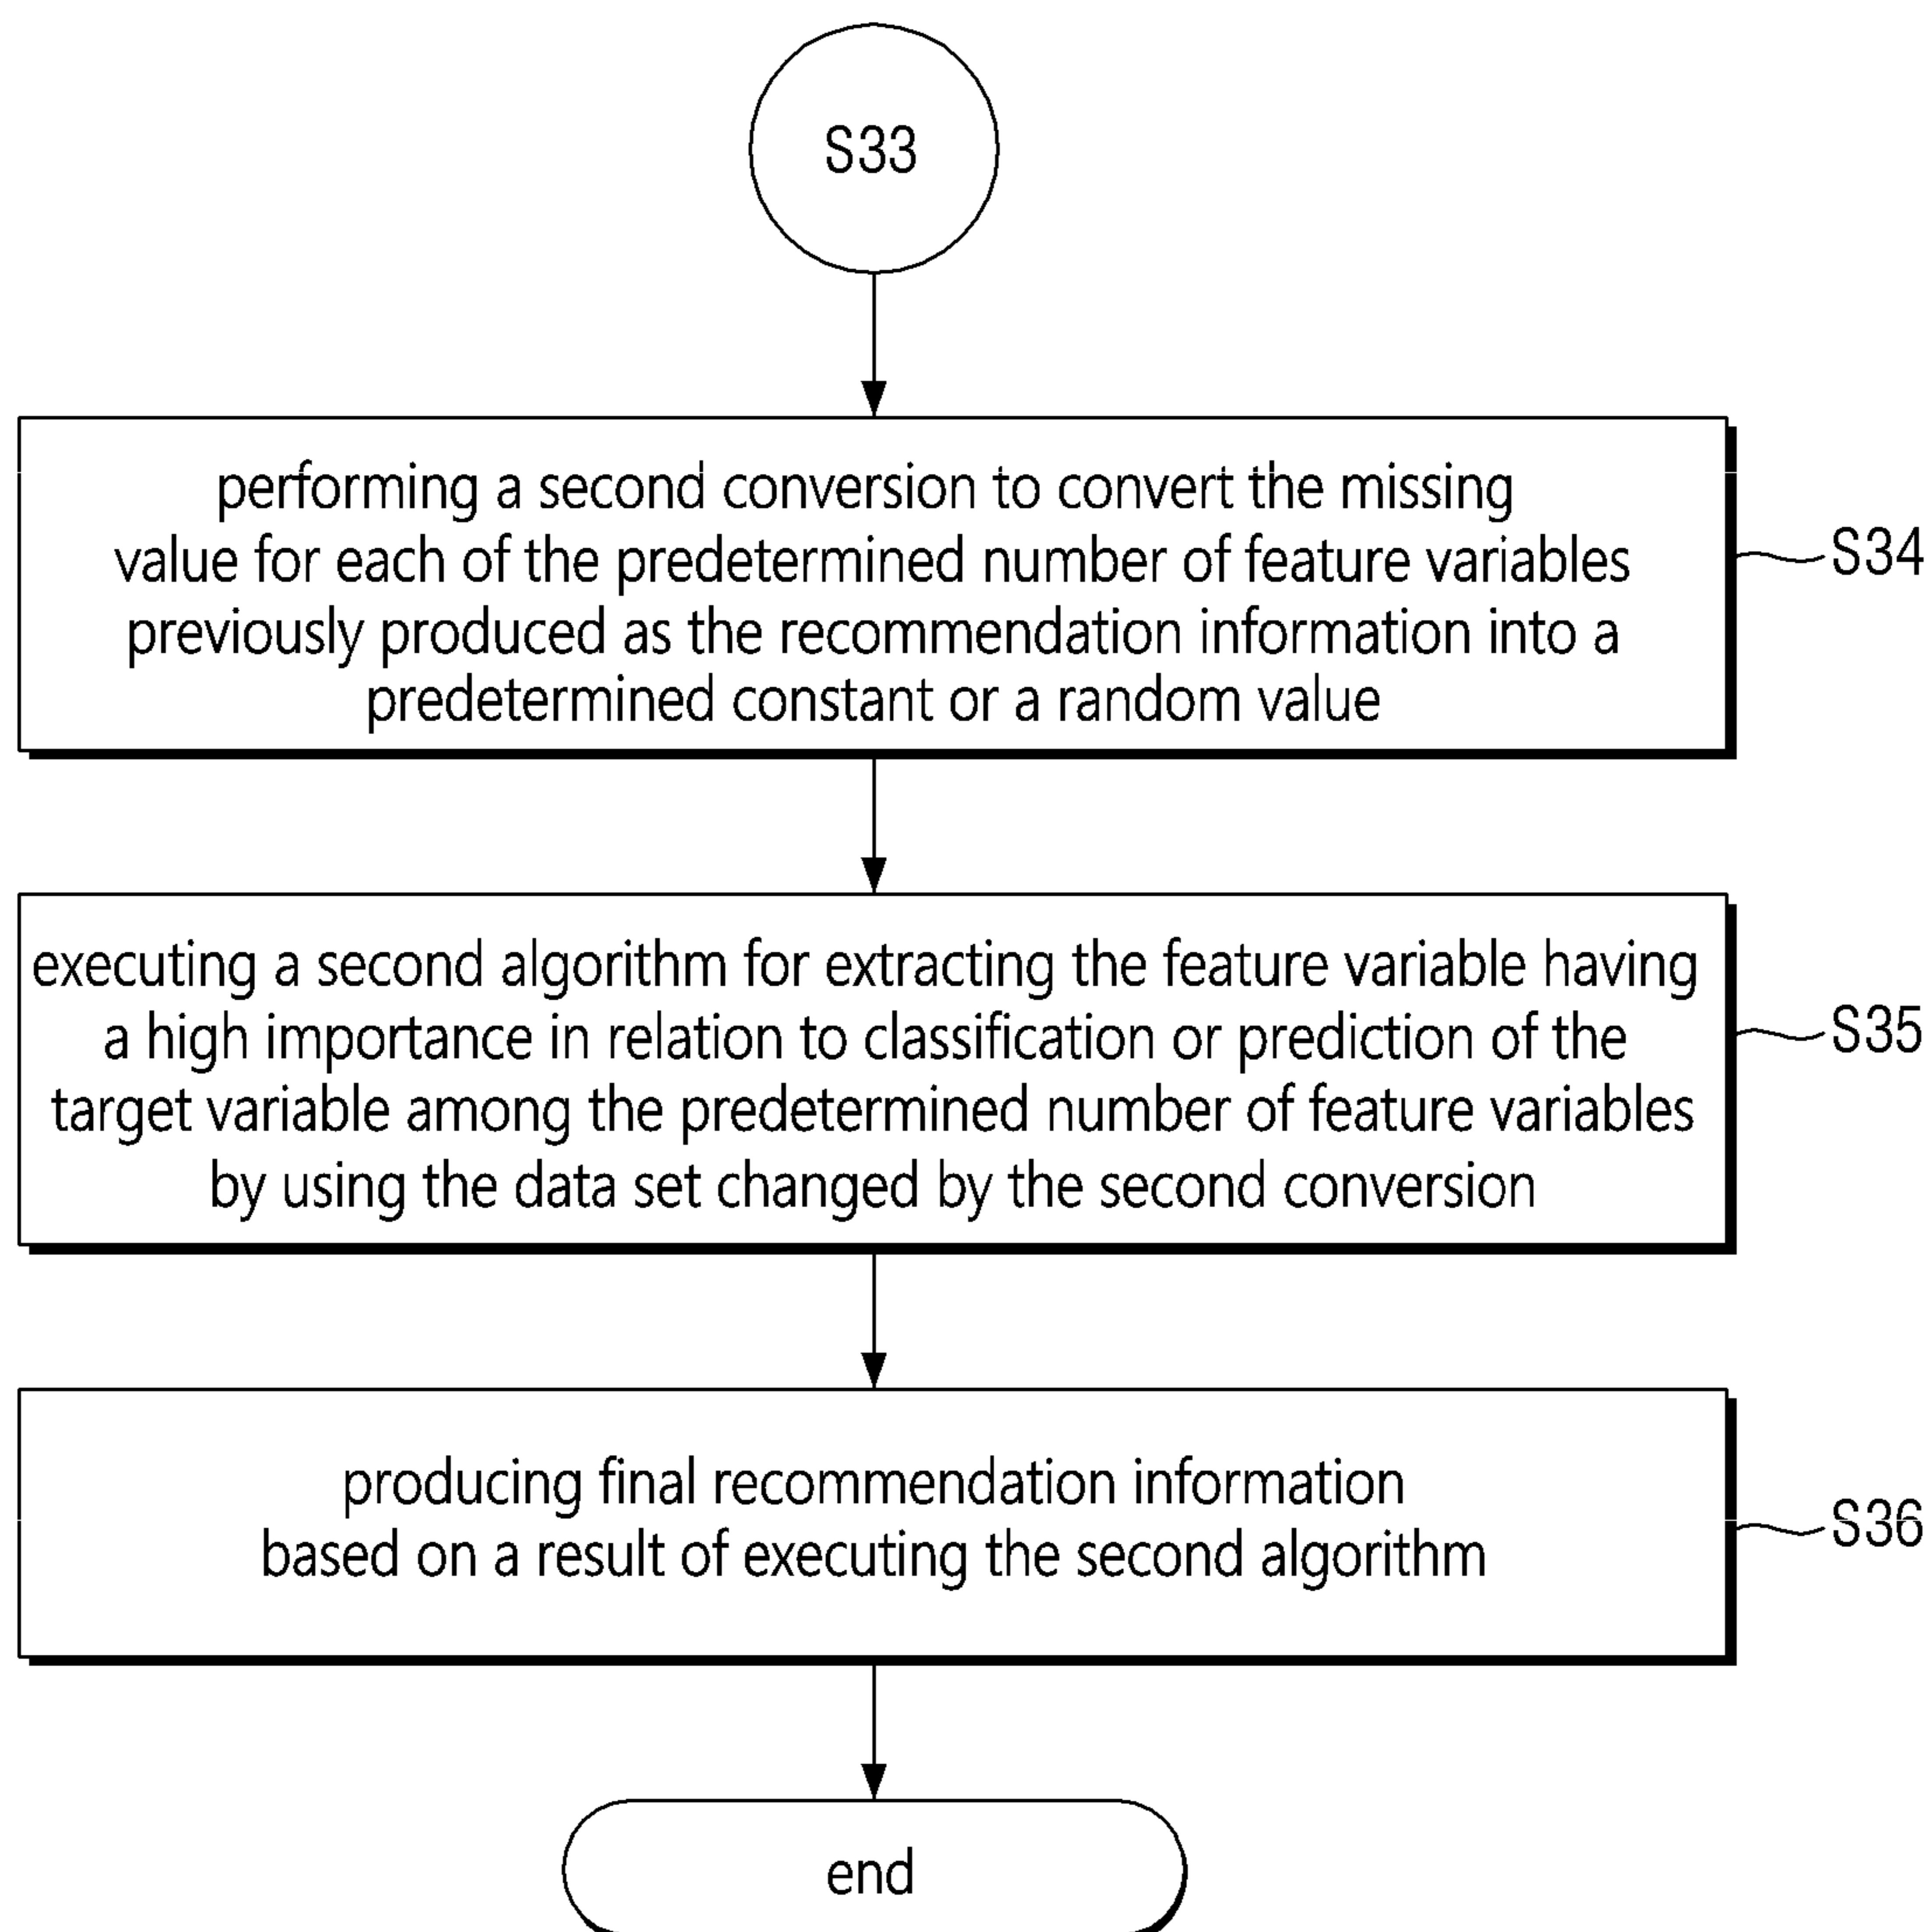 S33
performing a second conversion to convert the missing
value for each of the predetermined number of feature variables
previously produced as the recommendation information into a
predetermined constant or a random value
S34
executing a second algorithm for extracting the feature variable having
a high importance in relation to classification or prediction of the
target variable among the predetermined number of feature variables
by using the data set changed by the second conversion
S35
producing final recommendation information
based on a result of executing the second algorithm
S36
end